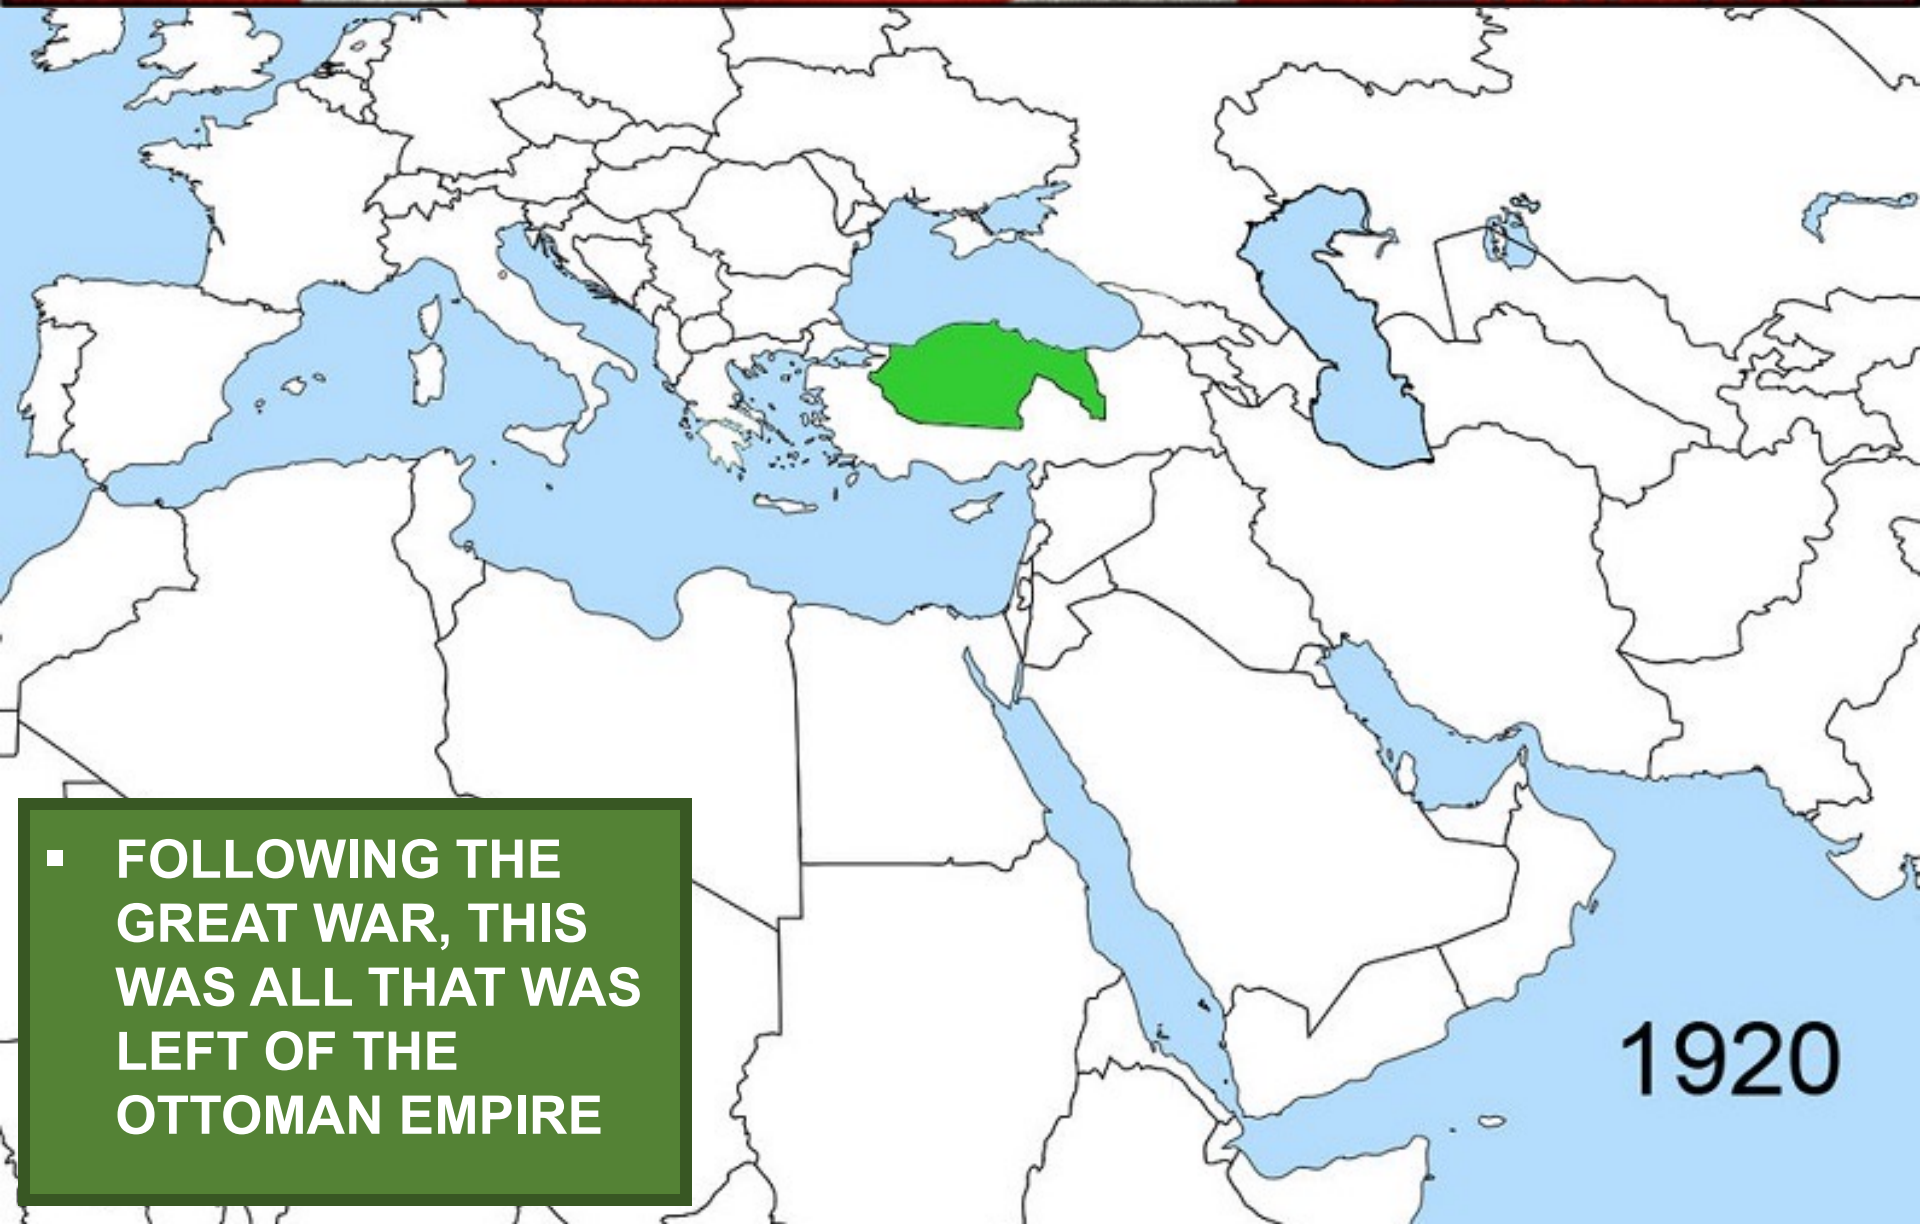 ▪ FOLLOWING THE
GREAT WAR, THIS
WAS ALL THAT WAS
LEFT OF THE
OTTOMAN EMPIRE
1920